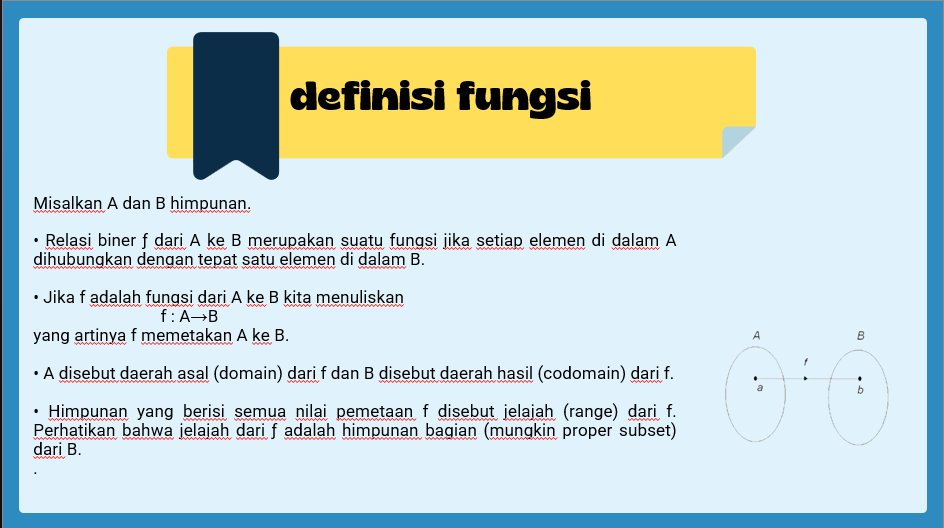 definisi fungsi
Misalkan A dan B himpunan.
• Relasi biner ƒ dari A ke B merupakan suatu fungsi jika setiap elemen di dalam A
dihubungkan dengan tepat satu elemen di dalam B.
• Jika f adalah fungsi dari A ke B kita menuliskan
f : A→B
yang artinya f memetakan A ke B.
• A disebut daerah asal (domain) dari f dan B disebut daerah hasil (codomain) dari f.
• Himpunan yang berisi semua nilai pemetaan f disebut jelajah (range) dari f.
Perhatikan bahwa jelajah dari ƒ adalah himpunan bagian (mungkin proper subset)
dari B.
.
A
B
f
a
b